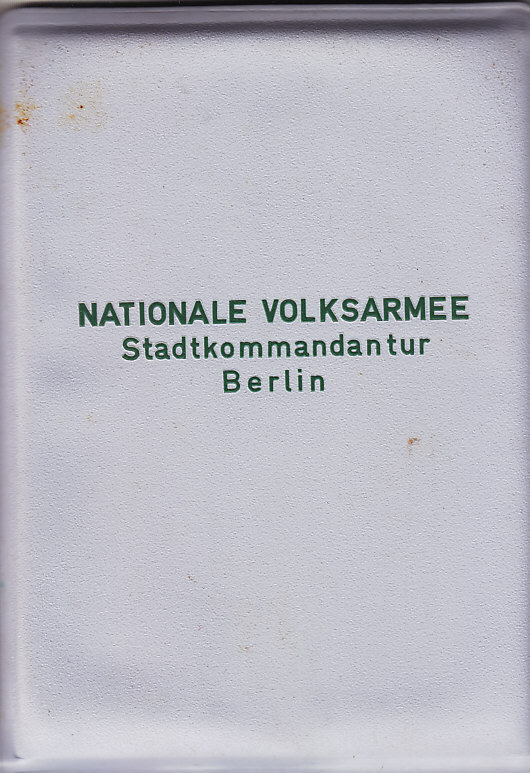 NATIONALE VOLKSARMEE
Stadtkommandantur
Berlin